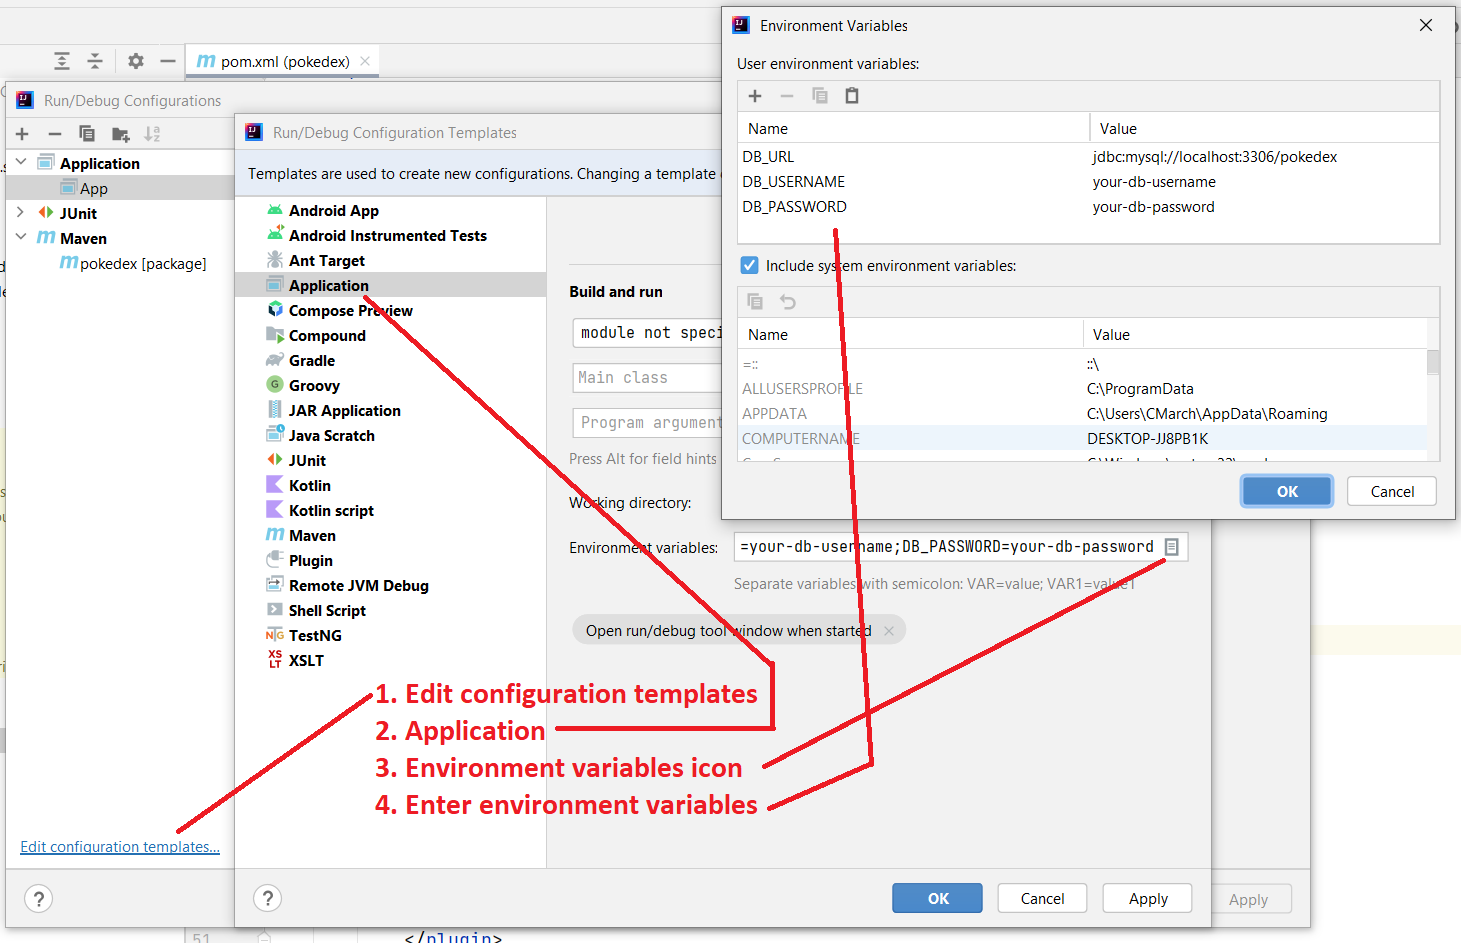 pom.xml (pokedex)
Run/Debug Configurations
Application
App
JUnit
Maven
pokedex [package]
Edit configuration templates...
?
Run/Debug Configuration Templates
Templates are used to create new configurations. Changing a template
Android App
Android Instrumented Tests
Ant Target
Application
Compose Preview
Compound
Gradle
Groovy
JAR Application
Java Scratch
JUnit
Kotlin
Kotlin script
Maven
Plugin
Remote JVM Debug
Shell Script
TestNG
XSLT
Build and run
module not speci
Main class
Program argument
Press Alt for field hints
Working directory:
Environment variables: =your-db-username;DB_PASSWORD=your-db-password
Separate variables with semicolon: VAR=value; VAR1=value1
Open run/debug tool window when started
1. Edit configuration templates
2. Application
3. Environment variables icon
4. Enter environment variables
?
OK Cancel Apply
Apply
Environment Variables
User environment variables:
Name Value
DB_URL jdbc:mysql://localhost:3306/pokedex
DB_USERNAME your-db-username
DB_PASSWORD your-db-password
Include system environment variables:
Name Value
=:: ::\
ALLUSERSPROFILE C:\ProgramData
APPDATA C:\Users\CMarch\AppData\Roaming
COMPUTERNAME DESKTOP-JJ8PB1K
OK Cancel
51 </plugin>